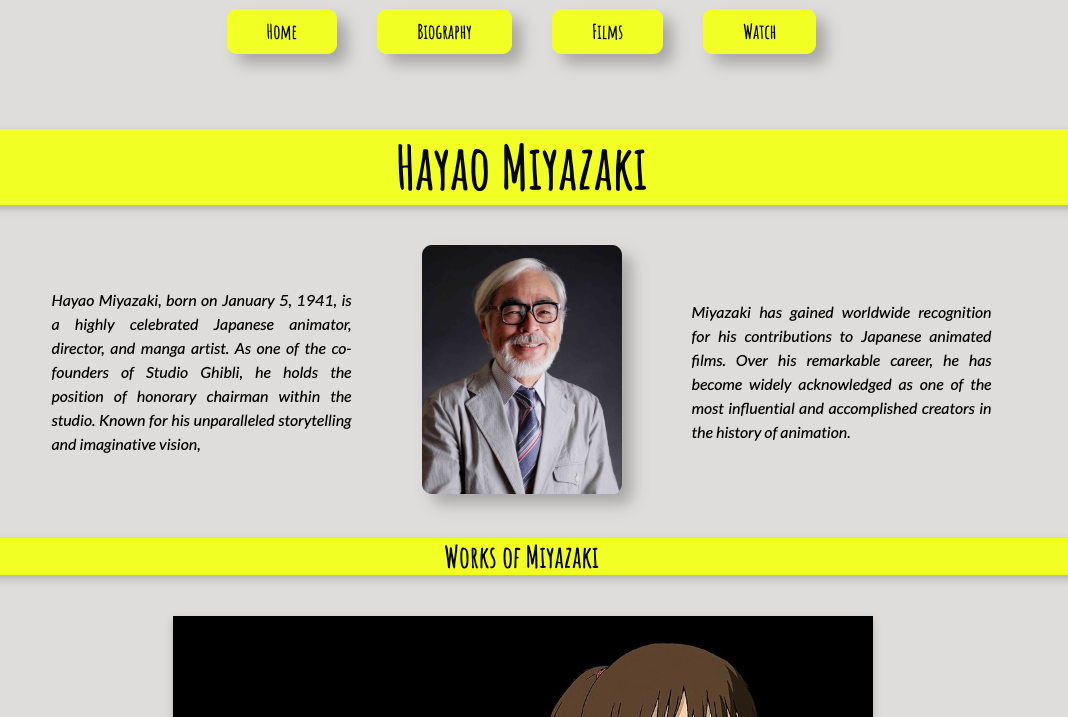 Home
Biography
Films
Watch
Hayao Miyazaki
Hayao Miyazaki, born on January 5, 1941, is
a highly celebrated Japanese animator,
director, and manga artist. As one of the co-
founders of Studio Ghibli, he holds the
position of honorary chairman within the
studio. Known for his unparalleled storytelling
and imaginative vision,
Miyazaki has gained worldwide recognition
for his contributions to Japanese animated
films. Over his remarkable career, he has
become widely acknowledged as one of the
most influential and accomplished creators in
the history of animation.
Works of Miyazaki